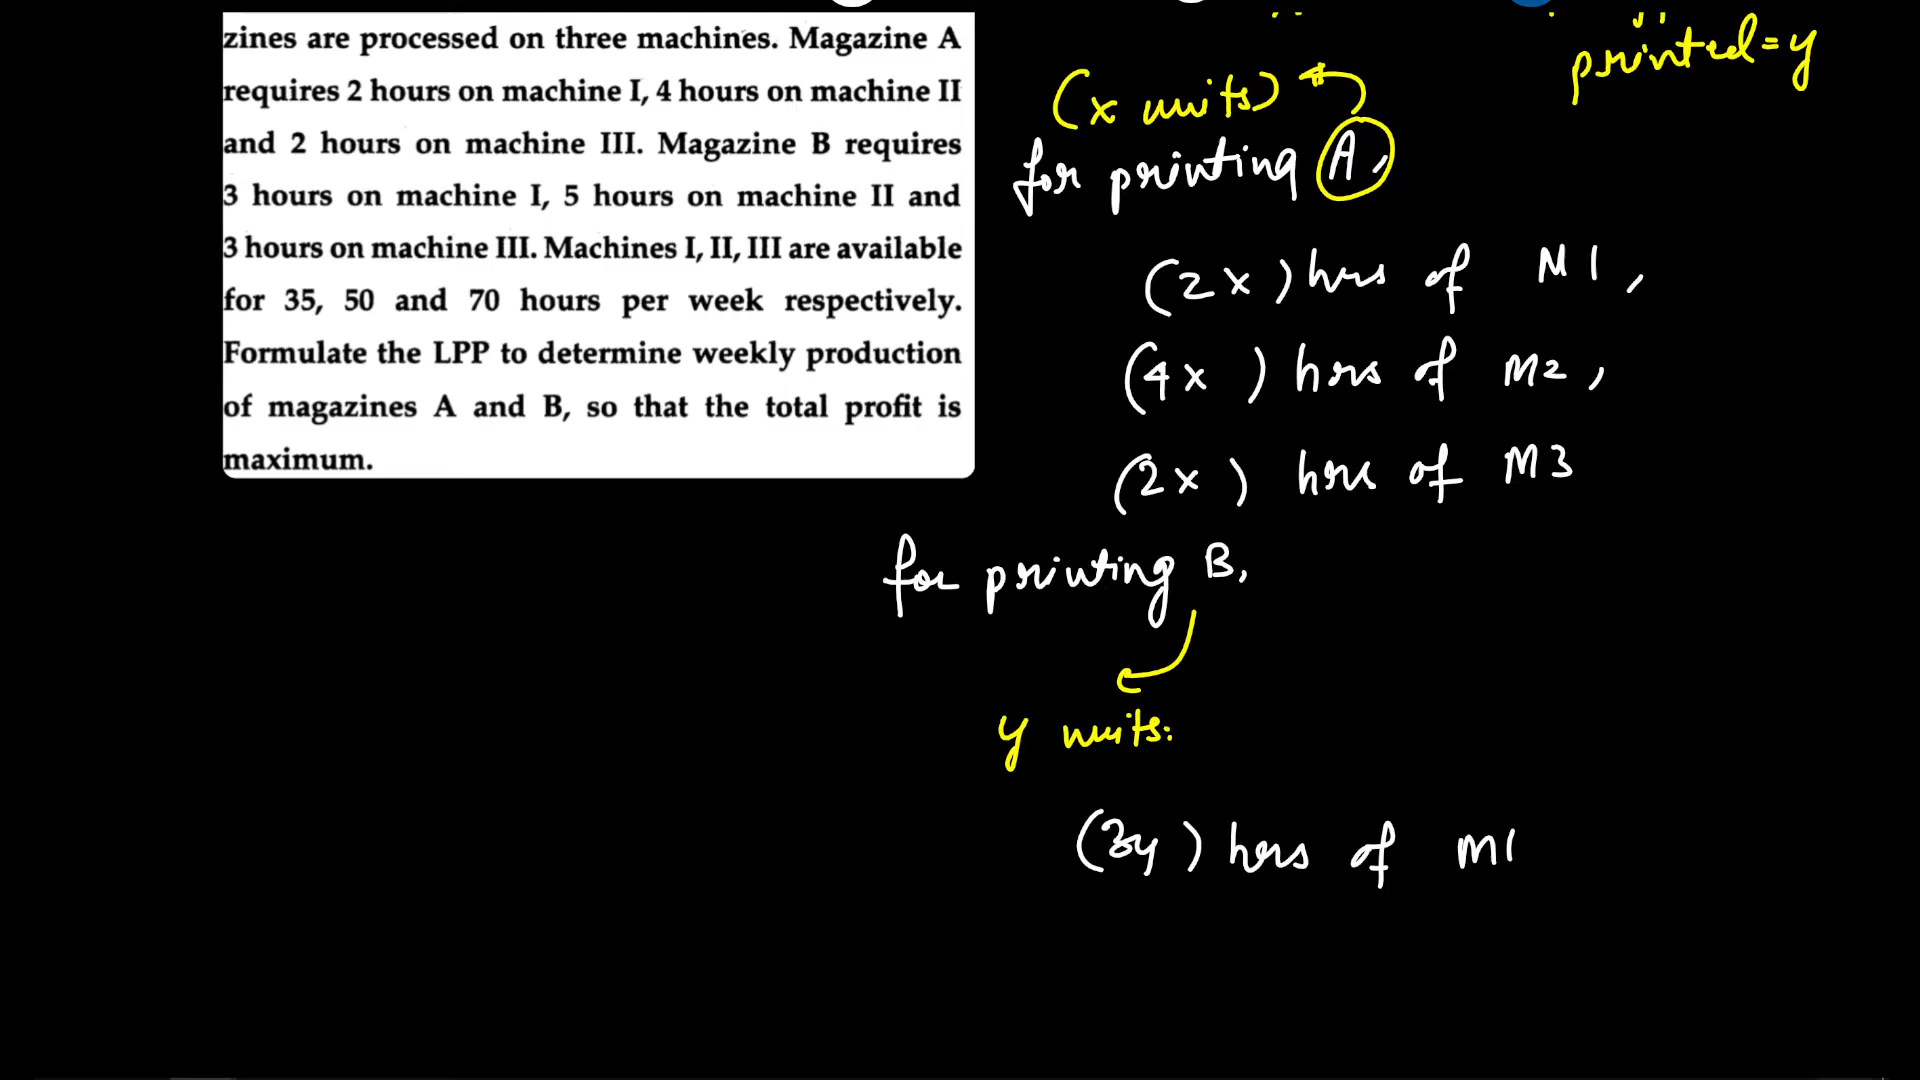 zines are processed on three machines. Magazine A
requires 2 hours on machine I, 4 hours on machine II
and 2 hours on machine III. Magazine B requires
3 hours on machine I, 5 hours on machine II and
3 hours on machine III. Machines I, II, III are available
for 35, 50 and 70 hours per week respectively.
Formulate the LPP to determine weekly production
of magazines A and B, so that the total profit is
maximum.
printed = y
(x units)
for printing A,
(2x) hrs of M1,
(4x) hrs of M2,
(2x) hrs of M3
for printing B,
y units:
(3y) hrs of M1